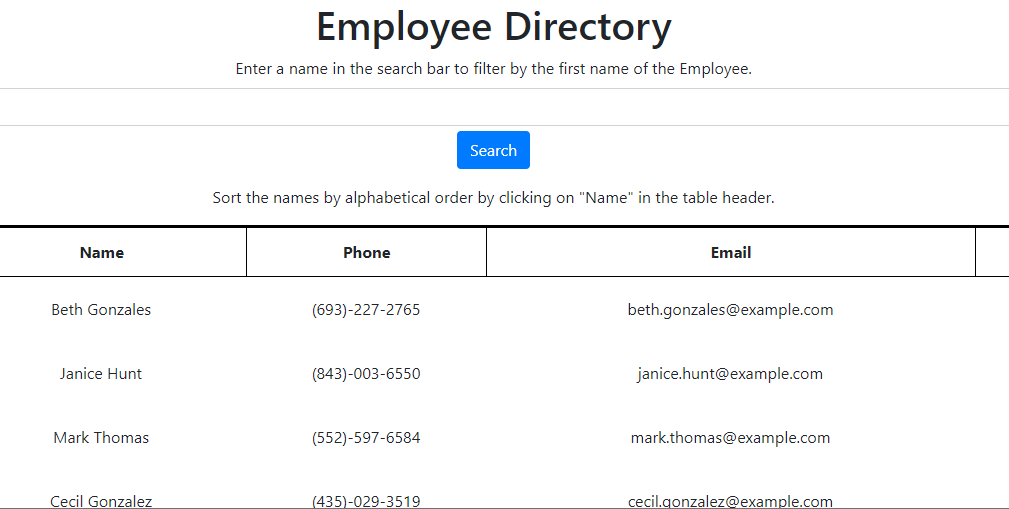 Employee Directory
Enter a name in the search bar to filter by the first name of the Employee.
Search
Sort the names by alphabetical order by clicking on "Name" in the table header.
Name Phone Email
Beth Gonzales (693)-227-2765 beth.gonzales@example.com
Janice Hunt (843)-003-6550 janice.hunt@example.com
Mark Thomas (552)-597-6584 mark.thomas@example.com
Cecil Gonzalez (435)-029-3519 cecil.gonzalez@example.com